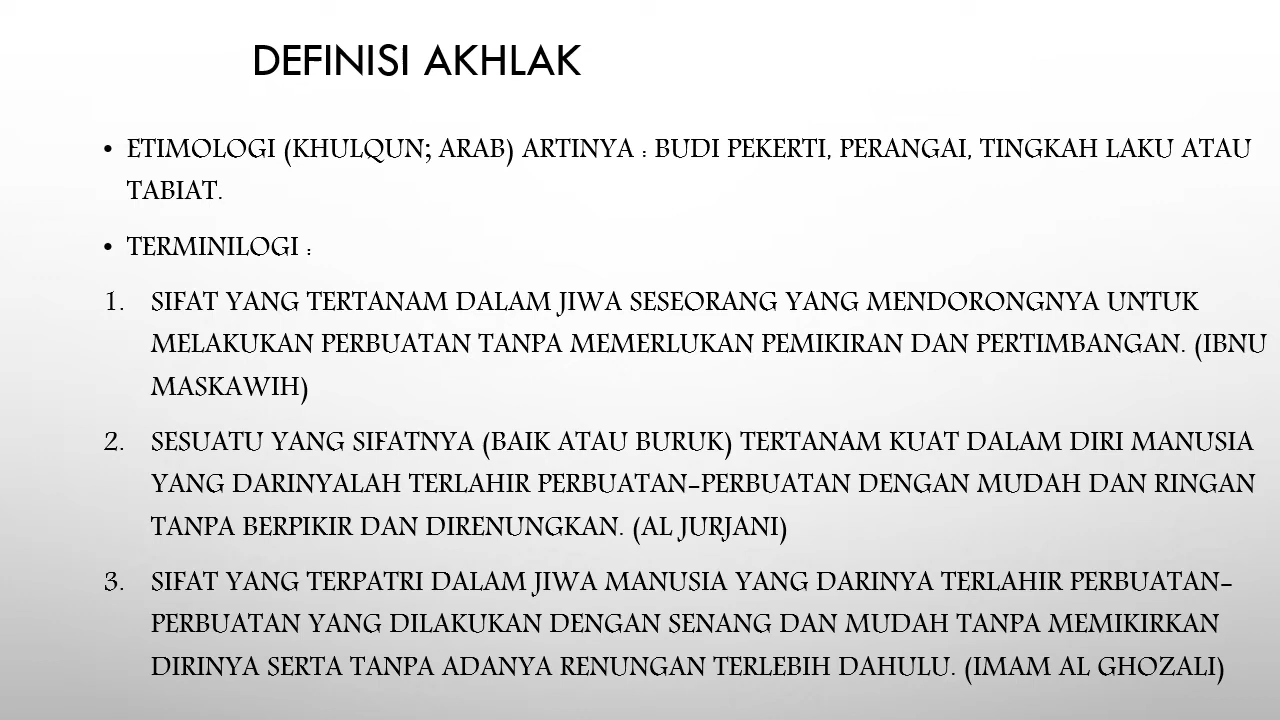 DEFINISI AKHLAK
• ETIMOLOGI (KHULQUN; ARAB) ARTINYA : BUDI PEKERTI, PERANGAI, TINGKAH LAKU ATAU
TABIAT.
• TERMINILOGI :
1. SIFAT YANG TERTANAM DALAM JIWA SESEORANG YANG MENDORONGNYA UNTUK
MELAKUKAN PERBUATAN TANPA MEMERLUKAN PEMIKIRAN DAN PERTIMBANGAN. (IBNU
MASKAWIH)
2. SESUATU YANG SIFATNYA (BAIK ATAU BURUK) TERTANAM KUAT DALAM DIRI MANUSIA
YANG DARINYALAH TERLAHIR PERBUATAN-PERBUATAN DENGAN MUDAH DAN RINGAN
TANPA BERPIKIR DAN DIRENUNGKAN. (AL JURJANI)
3. SIFAT YANG TERPATRI DALAM JIWA MANUSIA YANG DARINYA TERLAHIR PERBUATAN-
PERBUATAN YANG DILAKUKAN DENGAN SENANG DAN MUDAH TANPA MEMIKIRKAN
DIRINYA SERTA TANPA ADANYA RENUNGAN TERLEBIH DAHULU. (IMAM AL GHOZALI)